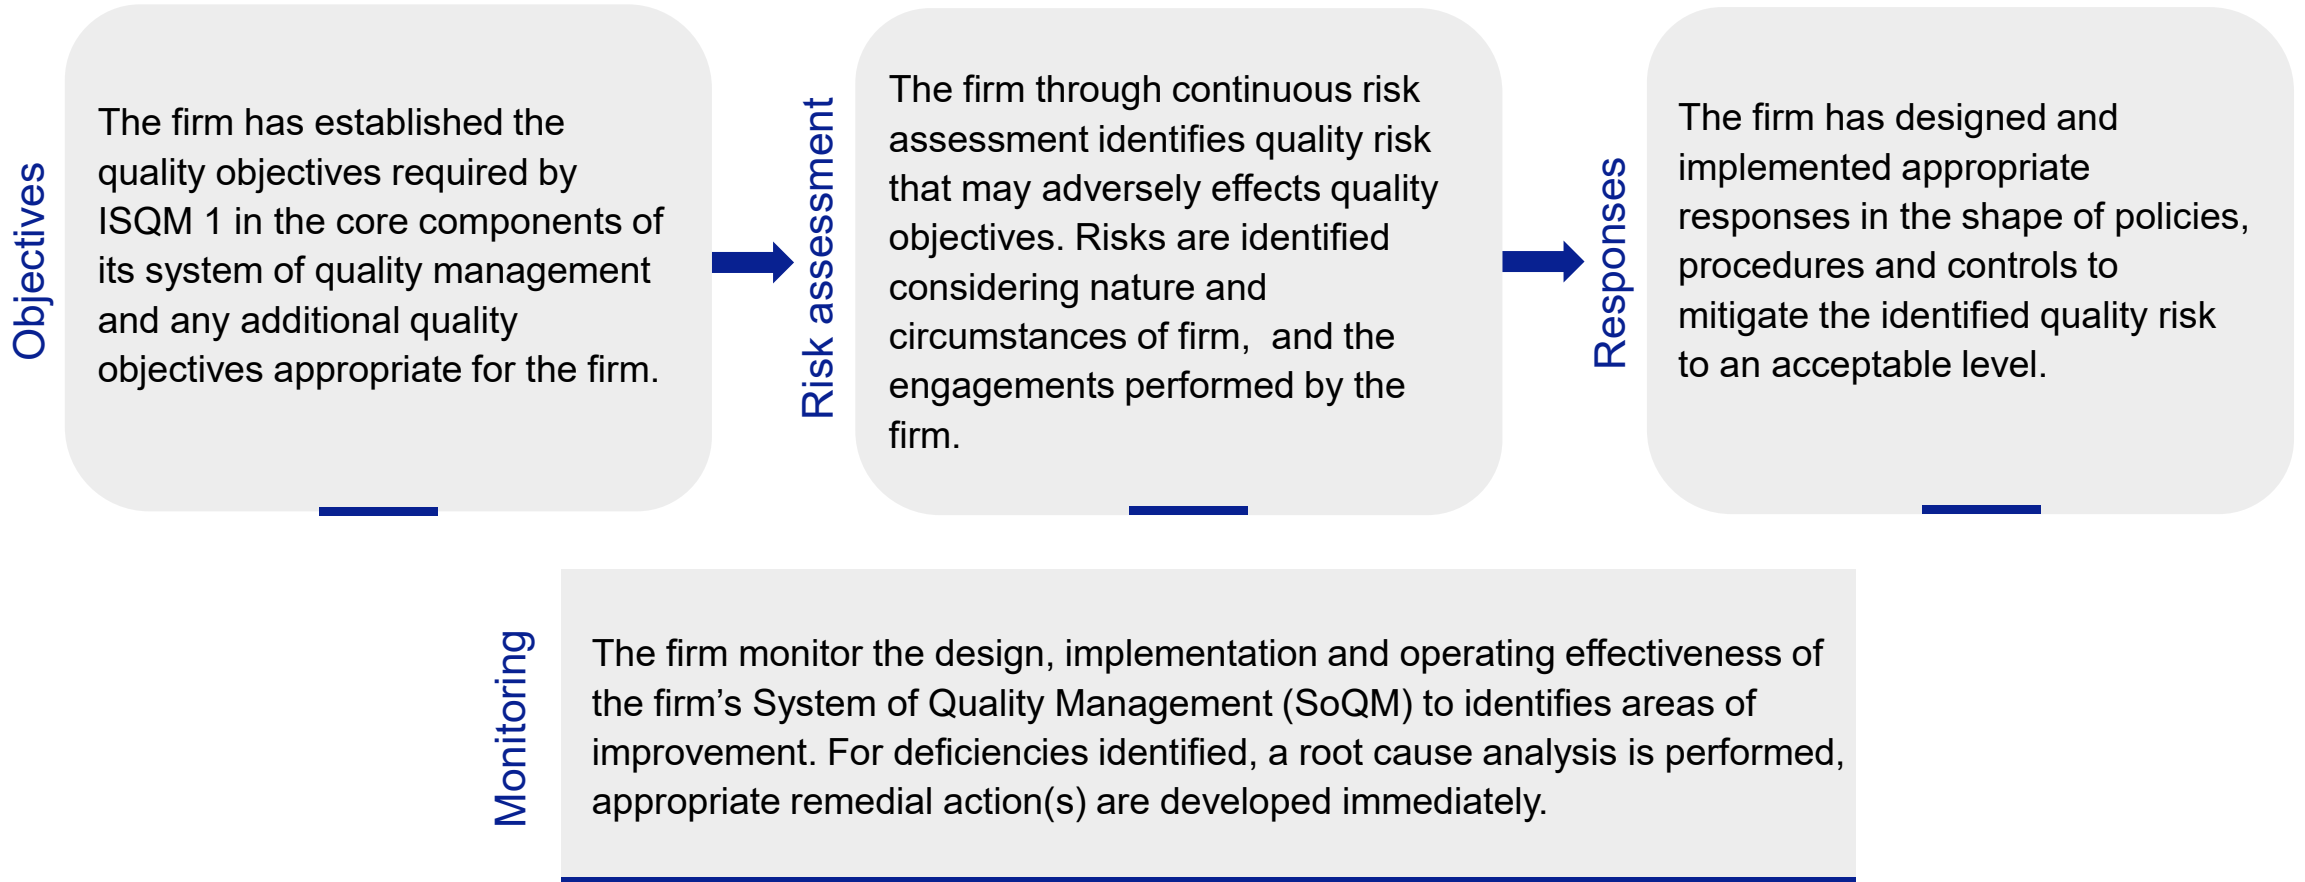 Objectives
The firm has established the
quality objectives required by
ISQM 1 in the core components of
its system of quality management
and any additional quality
objectives appropriate for the firm.
Risk assessment
The firm through continuous risk
assessment identifies quality risk
that may adversely effects quality
objectives. Risks are identified
considering nature and
circumstances of firm,  and the
engagements performed by the
firm.
Responses
The firm has designed and
implemented appropriate
responses in the shape of policies,
procedures and controls to
mitigate the identified quality risk
to an acceptable level.
Monitoring
The firm monitor the design, implementation and operating effectiveness of
the firm’s System of Quality Management (SoQM) to identifies areas of
improvement. For deficiencies identified, a root cause analysis is performed,
appropriate remedial action(s) are developed immediately.